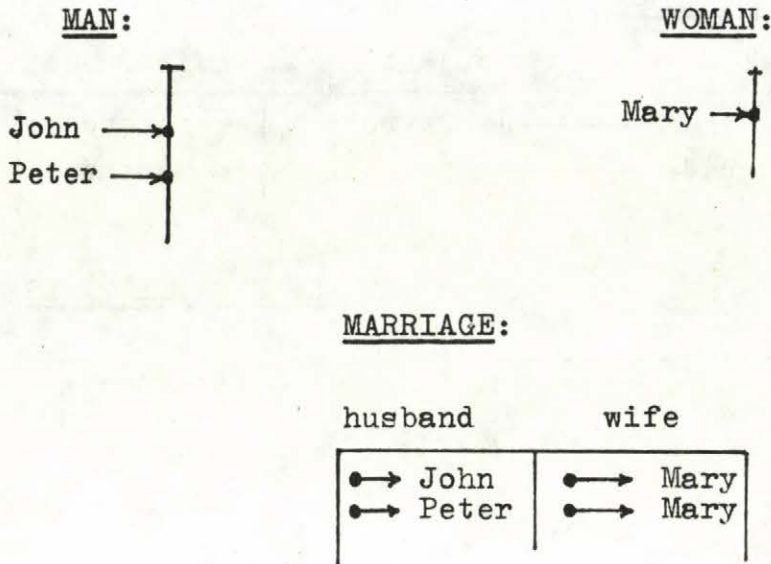 MAN: WOMAN:
John Mary
Peter
MARRIAGE:
husband wife
John Mary
Peter Mary